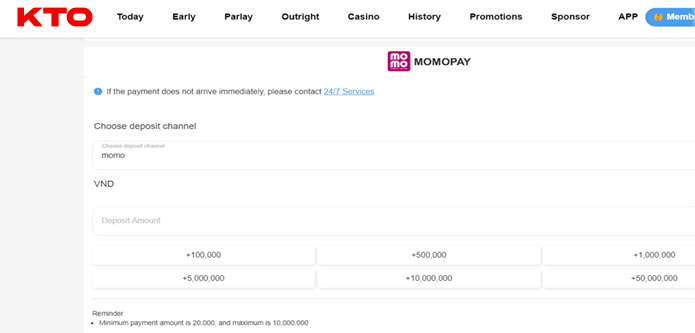 KTO Today Early Parlay Outright Casino History Promotions Sponsor APP
mo
mo
MOMOPAY
If the payment does not arrive immediately, please contact 24/7 Services
Choose deposit channel
Choose deposit channel
momo
VND
Deposit Amount
+100,000 +500,000 +1,000,000
+5,000,000 +10,000,000 +50,000,000
Reminder
• Minimum payment amount is 20,000, and maximum is 10,000,000